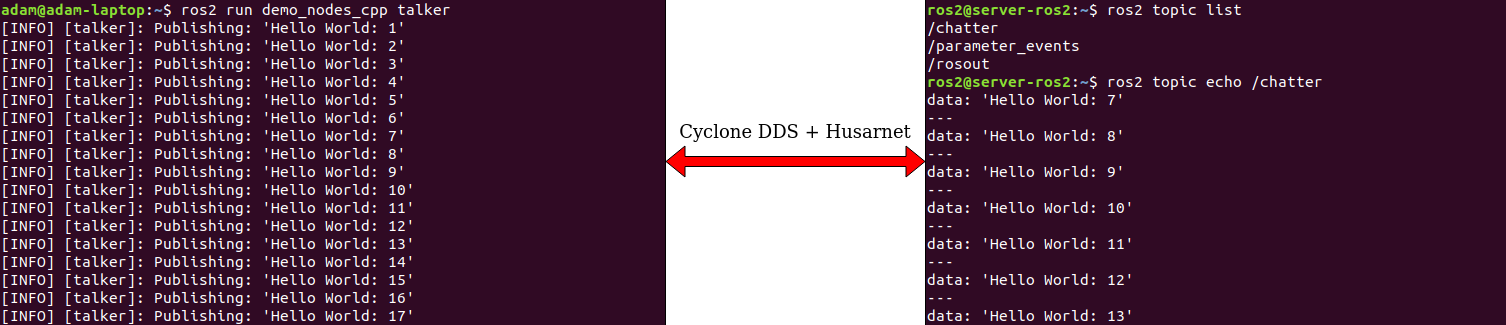 adam@adam-laptop:~$ ros2 run demo_nodes_cpp talker
[INFO] [talker]: Publishing: 'Hello World: 1'
[INFO] [talker]: Publishing: 'Hello World: 2'
[INFO] [talker]: Publishing: 'Hello World: 3'
[INFO] [talker]: Publishing: 'Hello World: 4'
[INFO] [talker]: Publishing: 'Hello World: 5'
[INFO] [talker]: Publishing: 'Hello World: 6'
[INFO] [talker]: Publishing: 'Hello World: 7'
[INFO] [talker]: Publishing: 'Hello World: 8'
[INFO] [talker]: Publishing: 'Hello World: 9'
[INFO] [talker]: Publishing: 'Hello World: 10'
[INFO] [talker]: Publishing: 'Hello World: 11'
[INFO] [talker]: Publishing: 'Hello World: 12'
[INFO] [talker]: Publishing: 'Hello World: 13'
[INFO] [talker]: Publishing: 'Hello World: 14'
[INFO] [talker]: Publishing: 'Hello World: 15'
[INFO] [talker]: Publishing: 'Hello World: 16'
[INFO] [talker]: Publishing: 'Hello World: 17'
Cyclone DDS + Husarnet
ros2@server-ros2:~$ ros2 topic list
/chatter
/parameter_events
/rosout
ros2@server-ros2:~$ ros2 topic echo /chatter
data: 'Hello World: 7'
---
data: 'Hello World: 8'
---
data: 'Hello World: 9'
---
data: 'Hello World: 10'
---
data: 'Hello World: 11'
---
data: 'Hello World: 12'
---
data: 'Hello World: 13'